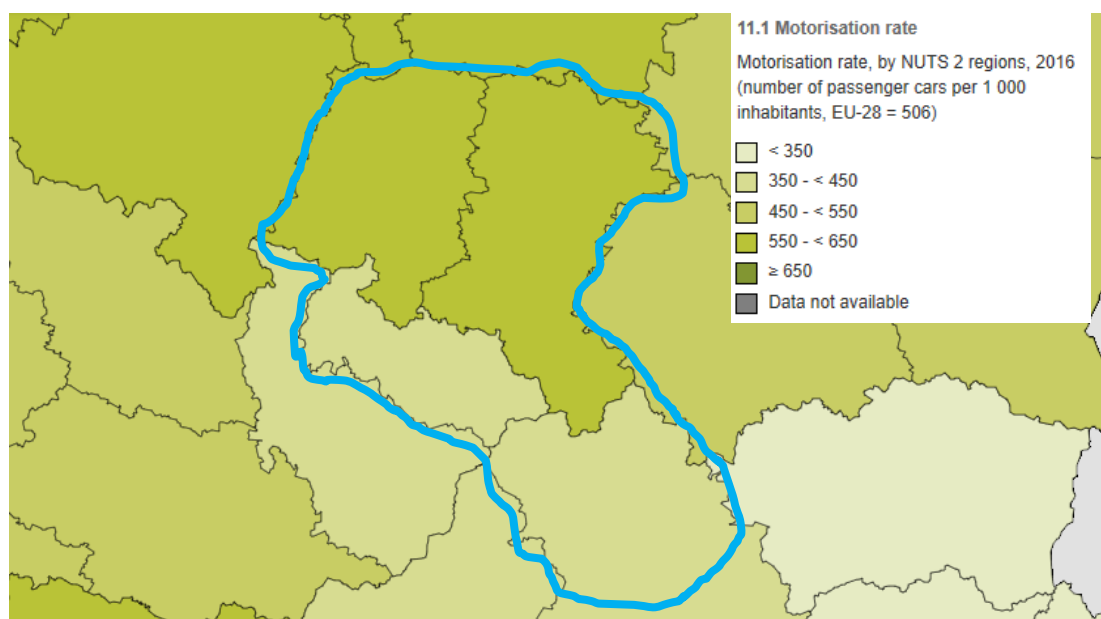 11.1 Motorisation rate
Motorisation rate, by NUTS 2 regions, 2016
(number of passenger cars per 1 000
inhabitants, EU-28 = 506)
< 350
350 - < 450
450 - < 550
550 - < 650
≥ 650
Data not available